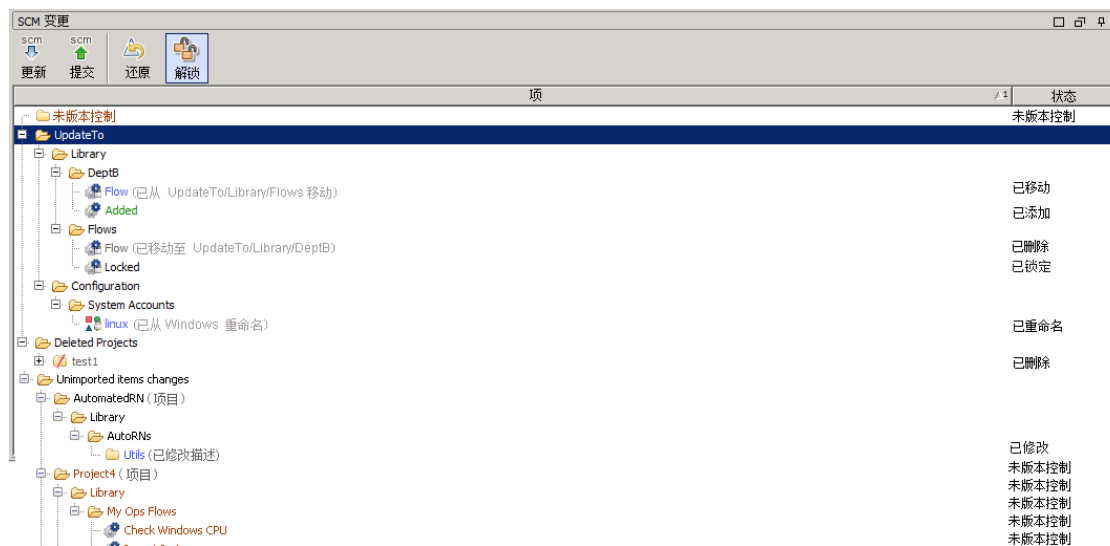 SCM 变更
scm scm
更新 提交 还原 解锁
项 / 1 状态
未版本控制 未版本控制
UpdateTo
Library
DeptB
Flow (已从 UpdateTo/Library/Flows 移动) 已移动
Added 已添加
Flows
Flow (已移动至 UpdateTo/Library/DeptB) 已删除
Locked 已锁定
Configuration
System Accounts
linux (已从 Windows 重命名) 已重命名
Deleted Projects
test1 已删除
Unimported items changes
AutomatedRN (项目)
Library
AutoRNs
Utils (已修改描述) 已修改
Project4 (项目) 未版本控制
Library 未版本控制
My Ops Flows 未版本控制
Check Windows CPU 未版本控制
未版本控制